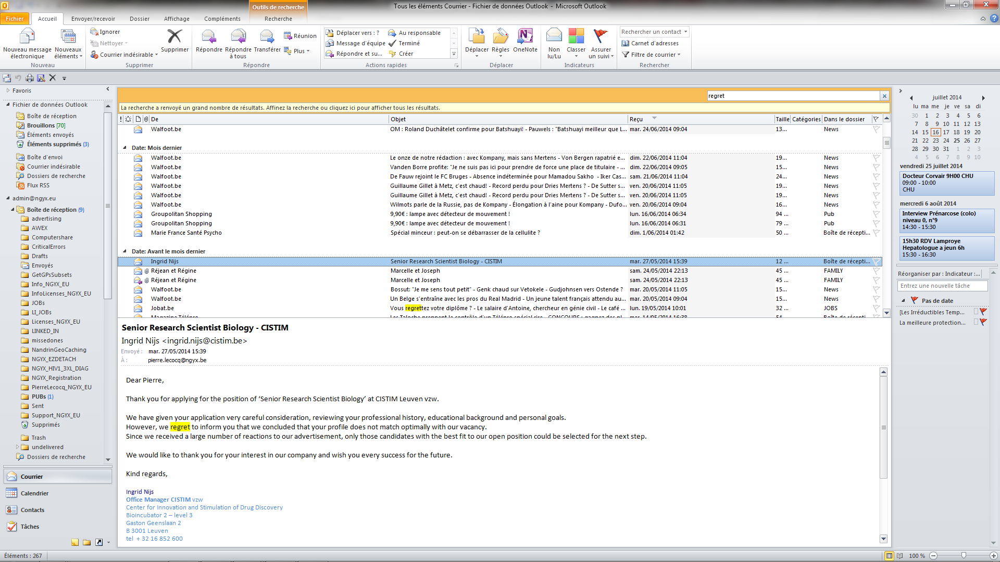 Outils de recherche
Tous les éléments Courrier - Fichier de données Outlook - Microsoft Outlook
Fichier
Accueil
Envoyer/recevoir
Dossier
Affichage
Compléments
Recherche
Nouveau message électronique
Nouveaux éléments
Nouveau
Ignorer
Nettoyer
Courrier indésirable
Supprimer
Supprimer
Répondre
Répondre à tous
Transférer
Réunion
Plus
Répondre
Déplacer vers : ?
Message d'équipe
Répondre et su...
Au responsable
Terminé
Créer
Actions rapides
Déplacer
Règles
OneNote
Déplacer
Non lu/Lu
Classer
Assurer un suivi
Indicateurs
Rechercher un contact
Carnet d'adresses
Filtre de courrier
Rechercher
Favoris
Fichier de données Outlook
Boîte de réception
Brouillons [70]
Éléments envoyés
Éléments supprimés (3)
Boîte d'envoi
Courrier indésirable
Dossiers de recherche
Flux RSS
admin@ngyx.eu
Boîte de réception (9)
advertising
AWEX
Computershare
CriticalErrors
Drafts
Envoyés
GetGPsSubsets
Info_NGYX_EU
InfoLicenses_NGYX_EU
JOBs
LI_JOBs
Licenses_NGYX_EU
LINKED_IN
missedones
NandrinGeoCaching
NGYX_EZDETACH
NGYX_HIV1_3XL_DIAG
NGYX_Registration
PierreLecocq_NGYX_EU
PUBs (1)
Sent
Support_NGYX_EU
Supprimés
Trash
undelivered
Dossiers de recherche
Courrier
Calendrier
Contacts
Tâches
regret
La recherche a renvoyé un grand nombre de résultats. Affinez la recherche ou cliquez ici pour afficher tous les résultats.
De Objet Reçu Taille Catégories Dans le dossier
Walfoot.be OM : Roland Duchâtelet confirme pour Batshuayi! - Pauwels : "Batshuayi meilleur que L... mar. 24/06/2014 09:04 13... News
Date: Mois dernier
Walfoot.be Le onze de notre rédaction : avec Kompany, mais sans Mertens - Von Bergen rapatrié e... dim. 22/06/2014 11:04 19... News
Walfoot.be Vanden Borre profite: "Je ne suis pas ici pour prendre de force une place de titulaire - ... dim. 22/06/2014 09:05 15... News
Walfoot.be De Fauw rejoint le FC Bruges - Absence indéterminée pour Mamadou Sakho - Iker Cas... sam. 21/06/2014 11:04 24... News
Walfoot.be Guillaume Gillet à Metz, c'est chaud! - Record perdu pour Dries Mertens ? - De Sutter s... ven. 20/06/2014 11:05 19... News
Walfoot.be Guillaume Gillet à Metz, c'est chaud! - Record perdu pour Dries Mertens ? - De Sutter s... ven. 20/06/2014 11:05 19... News
Walfoot.be Wilmots parle de la Russie, pas de Kompany - Élongation à l'aine pour Kompany - Dufo... ven. 20/06/2014 09:04 16... News
Groupolitan Shopping 9,90€ : lampe avec détecteur de mouvement ! lun. 16/06/2014 06:34 94 ... Pub
Groupolitan Shopping 9,90€ : lampe avec détecteur de mouvement ! lun. 16/06/2014 06:31 79 ... Pub
Marie France Santé Psycho Spécial minceur : peut-on se débarrasser de la cellulite ? dim. 1/06/2014 01:42 50 ... Boîte de récepti...
Date: Avant le mois dernier
Ingrid Nijs Senior Research Scientist Biology - CISTIM mar. 27/05/2014 15:39 12 ... Boîte de récepti...
Réjean et Régine Marcelle et Joseph sam. 24/05/2014 22:13 45 ... FAMILY
Réjean et Régine Marcelle et Joseph sam. 24/05/2014 22:13 45 ... FAMILY
Walfoot.be Bossut: "Je me sens tout petit" - Genk chaud sur Vetokele - Gudjohnsen vers Ostende ? mar. 20/05/2014 11:05 15... News
Walfoot.be Un Belge s'entraîne avec les pros du Real Madrid - Un jeune talent français attendu au... mar. 20/05/2014 09:04 15... News
Jobat.be Vous regrettez votre diplôme ? - Le salaire d'Antoine, chercheur en génie civil - Le café ... lun. 19/05/2014 10:01 32 ... JOBS
Magazine Télépro Les Taloche prennent le contrôle d'un Télépro spécial rire - CONCOURS : gagnez des pl... mer. 14/05/2014 16:38 54 ... Boîte de récepti...
Senior Research Scientist Biology - CISTIM
Ingrid Nijs <ingrid.nijs@cistim.be>
Envoyé : mar. 27/05/2014 15:39
À : pierre.lecocq@ngyx.be
Dear Pierre,
Thank you for applying for the position of ‘Senior Research Scientist Biology’ at CISTIM Leuven vzw.
We have given your application very careful consideration, reviewing your professional history, educational background and personal goals.
However, we regret to inform you that we concluded that your profile does not match optimally with our vacancy.
Since we received a large number of reactions to our advertisement, only those candidates with the best fit to our open position could be selected for the next step.
We would like to thank you for your interest in our company and wish you every success for the future.
Kind regards,
Ingrid Nijs
Office Manager CISTIM vzw
Center for Innovation and Stimulation of Drug Discovery
Bioincubator 2 – level 3
Gaston Geenslaan 2
B 3001 Leuven
tel + 32 16 852 600
juillet 2014
lu ma me je ve sa di
30 1 2 3 4 5 6
7 8 9 10 11 12 13
14 15 16 17 18 19 20
21 22 23 24 25 26 27
28 29 30 31 1 2 3
4 5 6 7 8 9 10
vendredi 25 juillet 2014
Docteur Corvair 9H00 CHU
09:00 - 10:00
CHU
mercredi 6 août 2014
Interview Prénarcose (colo)
niveau 0, n°9
14:30 - 15:30
15h30 RDV Lamproye
Hepatologue a jeun 6h
15:30 - 16:30
Réorganiser par : Indicateur :...
Entrez une nouvelle tâche
Pas de date
[Les Irréductibles Temp...
La meilleure protection...
Éléments : 267
100 %